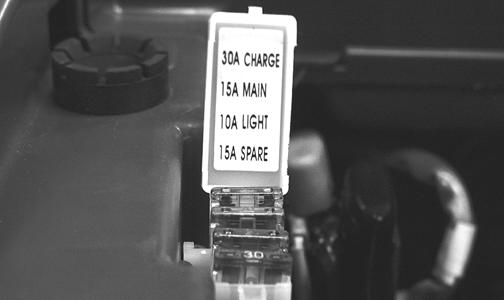 30A CHARGE
15A MAIN
10A LIGHT
15A SPARE
30